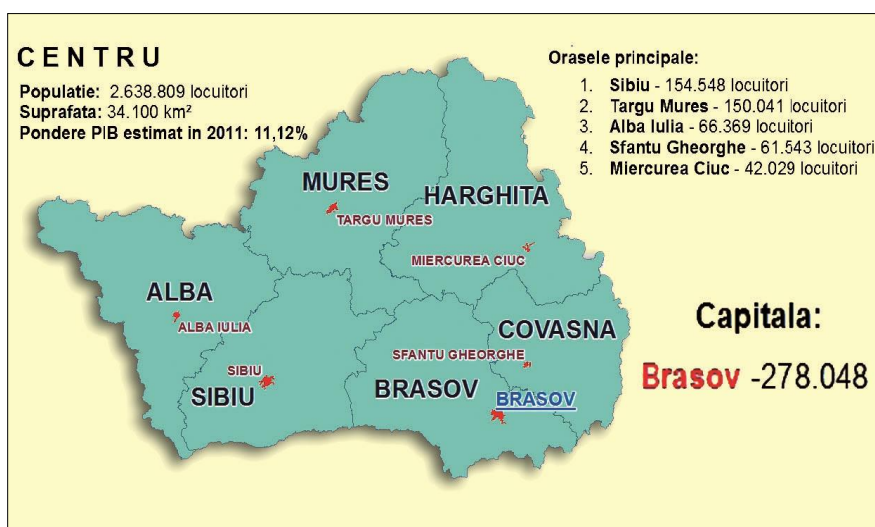 CENTRU
Populatie: 2.638.809 locuitori
Suprafata: 34.100 km²
Pondere PIB estimat in 2011: 11,12%
Orasele principale:
1. Sibiu - 154.548 locuitori
2. Targu Mures - 150.041 locuitori
3. Alba Iulia - 66.369 locuitori
4. Sfantu Gheorghe - 61.543 locuitori
5. Miercurea Ciuc - 42.029 locuitori
MURES
TARGU MURES
HARGHITA
MIERCUREA CIUC
ALBA
ALBA IULIA
COVASNA
SFANTU GHEORGHE
SIBIU
SIBIU
BRASOV
BRASOV
Capitala:
Brasov -278.048